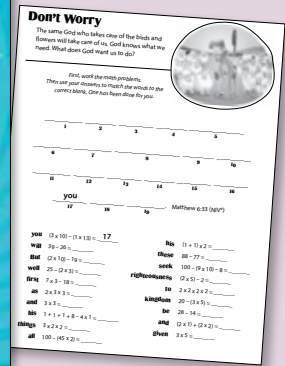 Don't Worry
The same God who takes care of the birds and
flowers will take care of us. God knows what we
need. What does God want us to do?
First, work the math problems.
Then use your answers to match the words to the
correct blank. One has been done for you.
1 2 3 4 5
6 7 8 9 10
11 12 13 14 15 16
you
17 18 19 Matthew 6:33 (NIV®)
you (3 x 10) – (1 x 13) = 17
will
But (2 x 10) – 19 =
well 25 – (2 x 3) =
first 7 x 3 – 18 =
as 2 x 3 x 3 =
and 3 x 3 =
his 1 + 1 + 1 + 8 – 4 x 1 =
things 3 x 2 x 2 =
all 100 – (45 x 2) =
his (1 + 1) x 2 =
these 88 – 77 =
seek 100 – (9 x 10) – 8 =
righteousness (2 x 5) – 2 =
to 2 x 2 x 2 x 2 =
kingdom 20 – (3 x 5) =
be 28 – 14 =
and (2 x 1) + (2 x 2) =
given 3 x 5 =